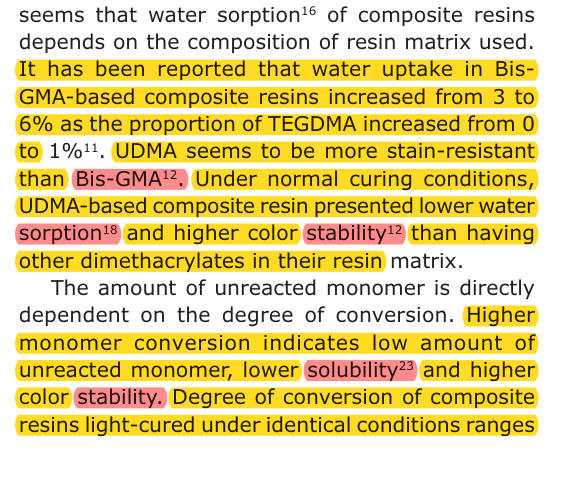 seems that water sorption¹⁶ of composite resins
depends on the composition of resin matrix used.
It has been reported that water uptake in Bis-
GMA-based composite resins increased from 3 to
6% as the proportion of TEGDMA increased from 0
to 1%¹¹. UDMA seems to be more stain-resistant
than Bis-GMA¹². Under normal curing conditions,
UDMA-based composite resin presented lower water
sorption¹⁸ and higher color stability¹² than having
other dimethacrylates in their resin matrix.
The amount of unreacted monomer is directly
dependent on the degree of conversion. Higher
monomer conversion indicates low amount of
unreacted monomer, lower solubility²³ and higher
color stability. Degree of conversion of composite
resins light-cured under identical conditions ranges